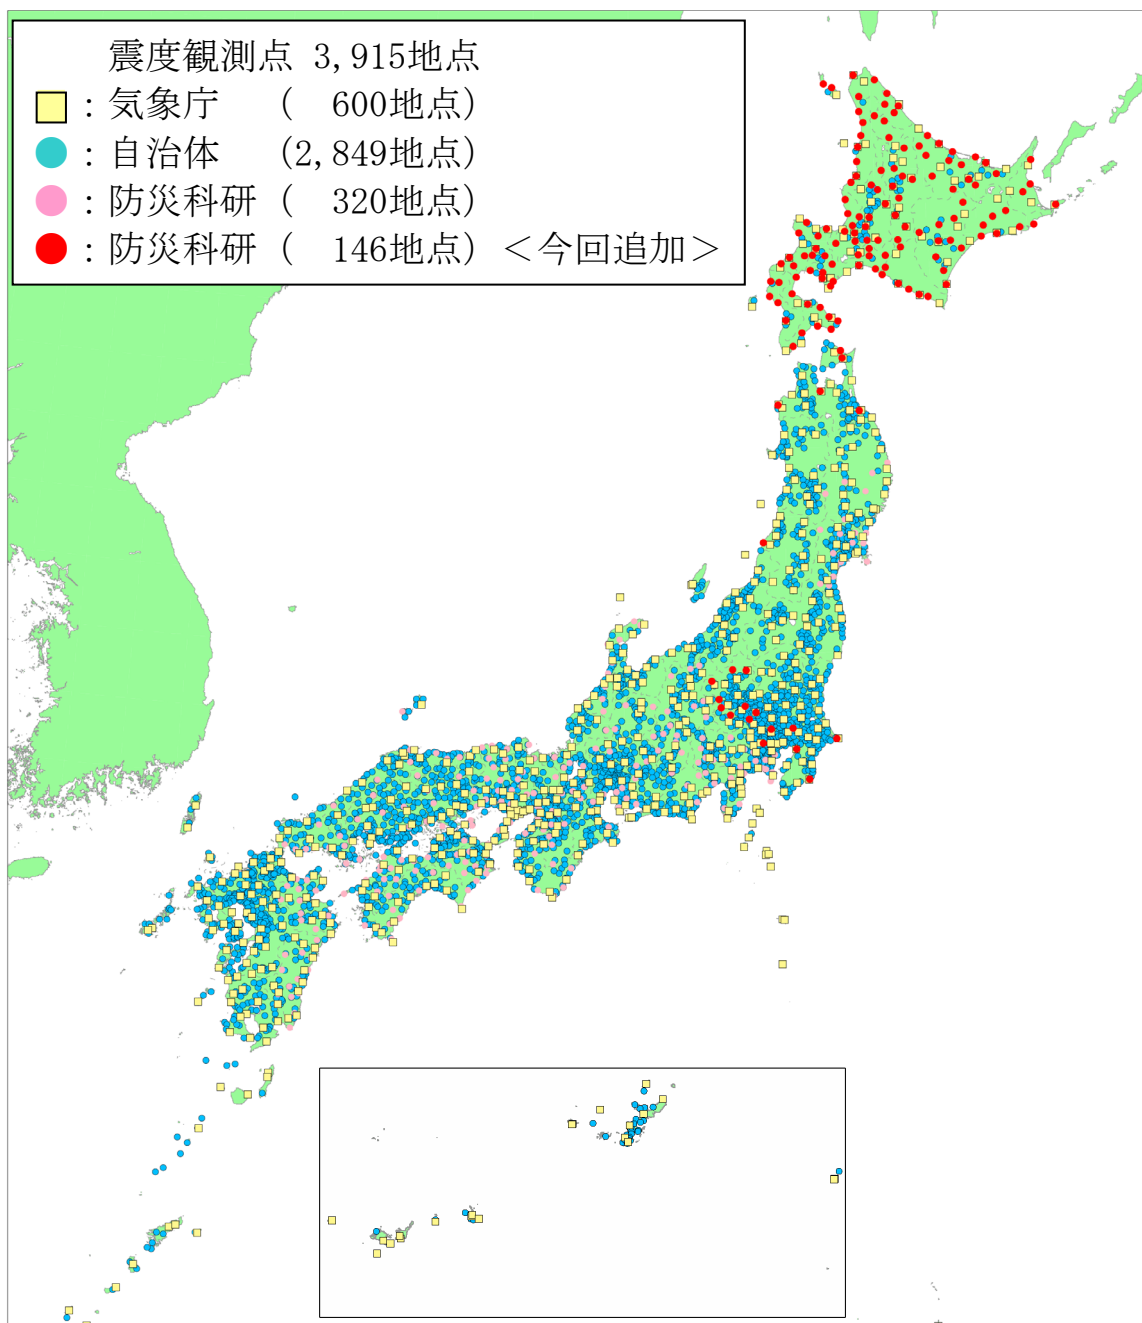 震度観測点 3,915地点
：気象庁 （ 600地点）
：自治体 （2,849地点）
：防災科研（ 320地点）
：防災科研（ 146地点）＜今回追加＞